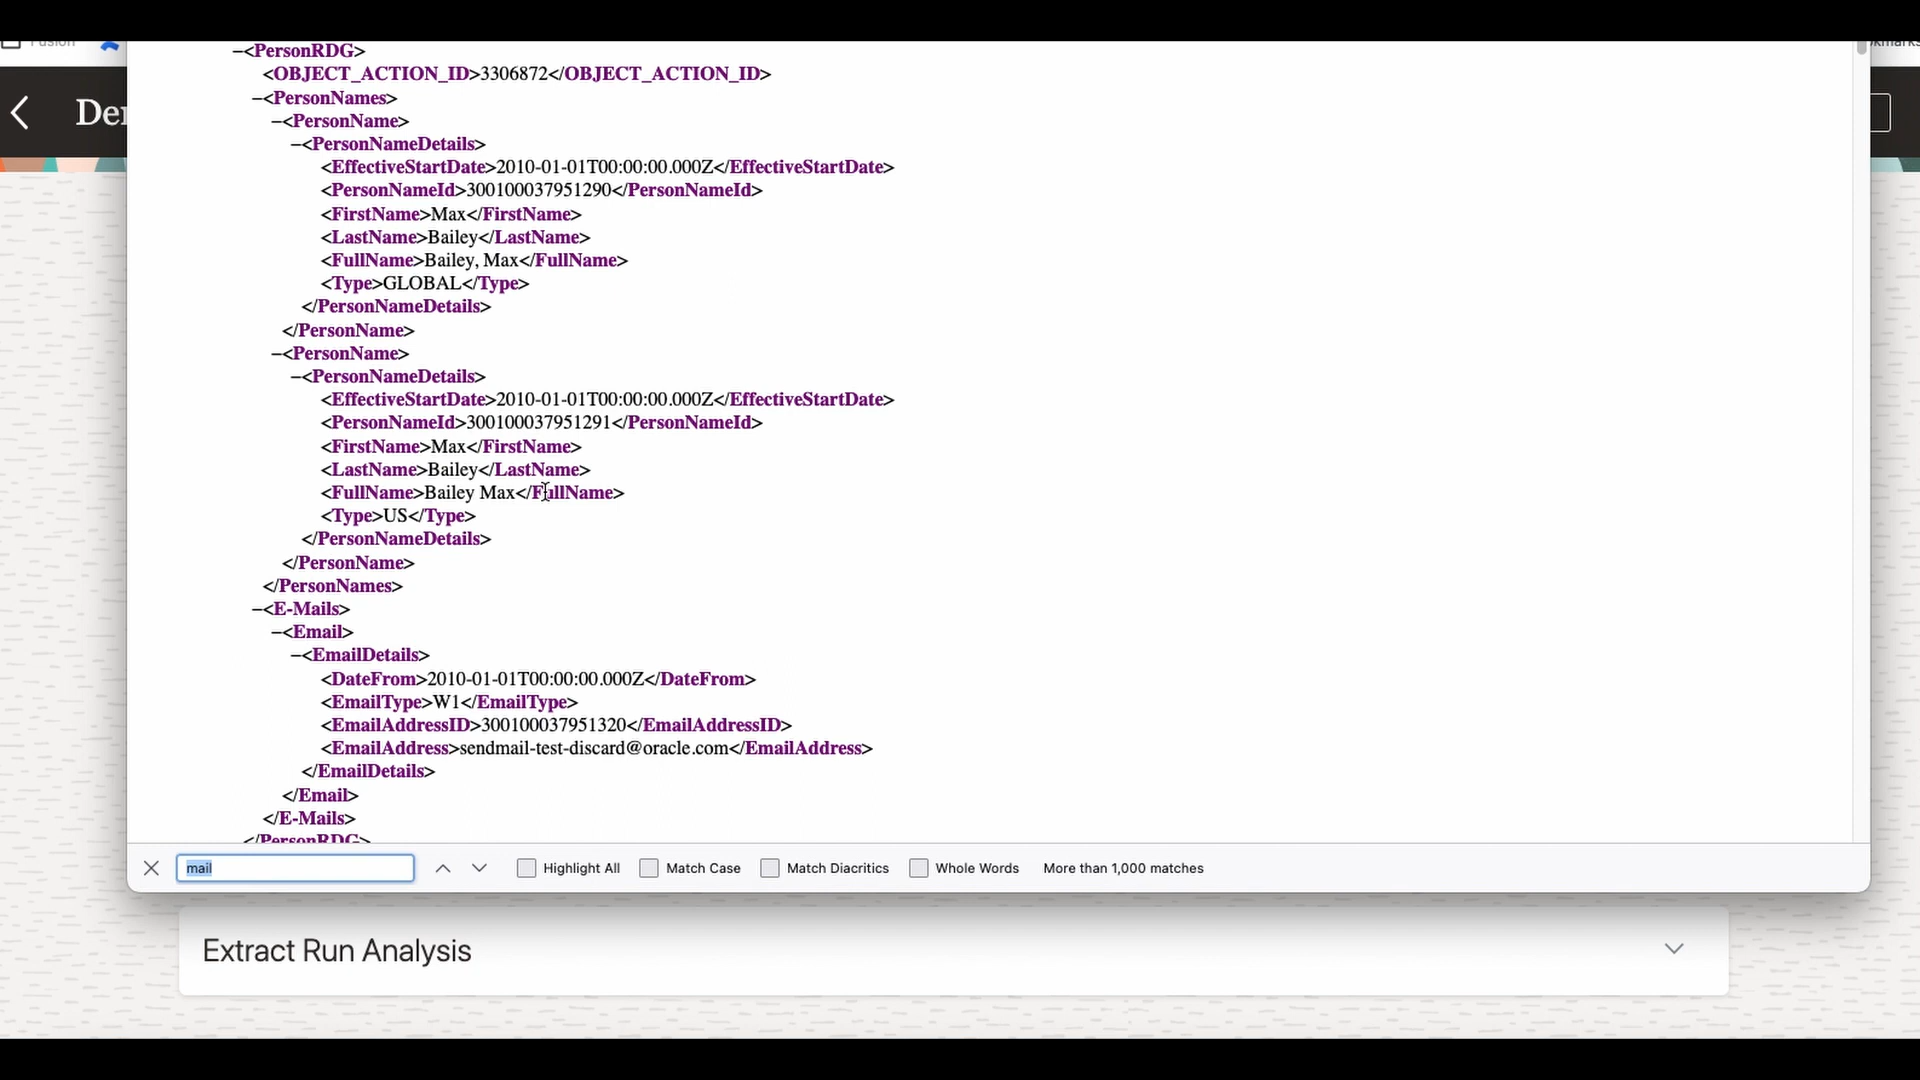 Fusion
Der
–<PersonRDG>
<OBJECT_ACTION_ID>3306872</OBJECT_ACTION_ID>
–<PersonNames>
–<PersonName>
–<PersonNameDetails>
<EffectiveStartDate>2010-01-01T00:00:00.000Z</EffectiveStartDate>
<PersonNameId>300100037951290</PersonNameId>
<FirstName>Max</FirstName>
<LastName>Bailey</LastName>
<FullName>Bailey, Max</FullName>
<Type>GLOBAL</Type>
</PersonNameDetails>
</PersonName>
–<PersonName>
–<PersonNameDetails>
<EffectiveStartDate>2010-01-01T00:00:00.000Z</EffectiveStartDate>
<PersonNameId>300100037951291</PersonNameId>
<FirstName>Max</FirstName>
<LastName>Bailey</LastName>
<FullName>Bailey Max</FullName>
<Type>US</Type>
</PersonNameDetails>
</PersonName>
</PersonNames>
–<E-Mails>
–<Email>
–<EmailDetails>
<DateFrom>2010-01-01T00:00:00.000Z</DateFrom>
<EmailType>W1</EmailType>
<EmailAddressID>300100037951320</EmailAddressID>
<EmailAddress>sendmail-test-discard@oracle.com</EmailAddress>
</EmailDetails>
</Email>
</E-Mails>
</PersonRDG>
mail Highlight All Match Case Match Diacritics Whole Words More than 1,000 matches
Extract Run Analysis